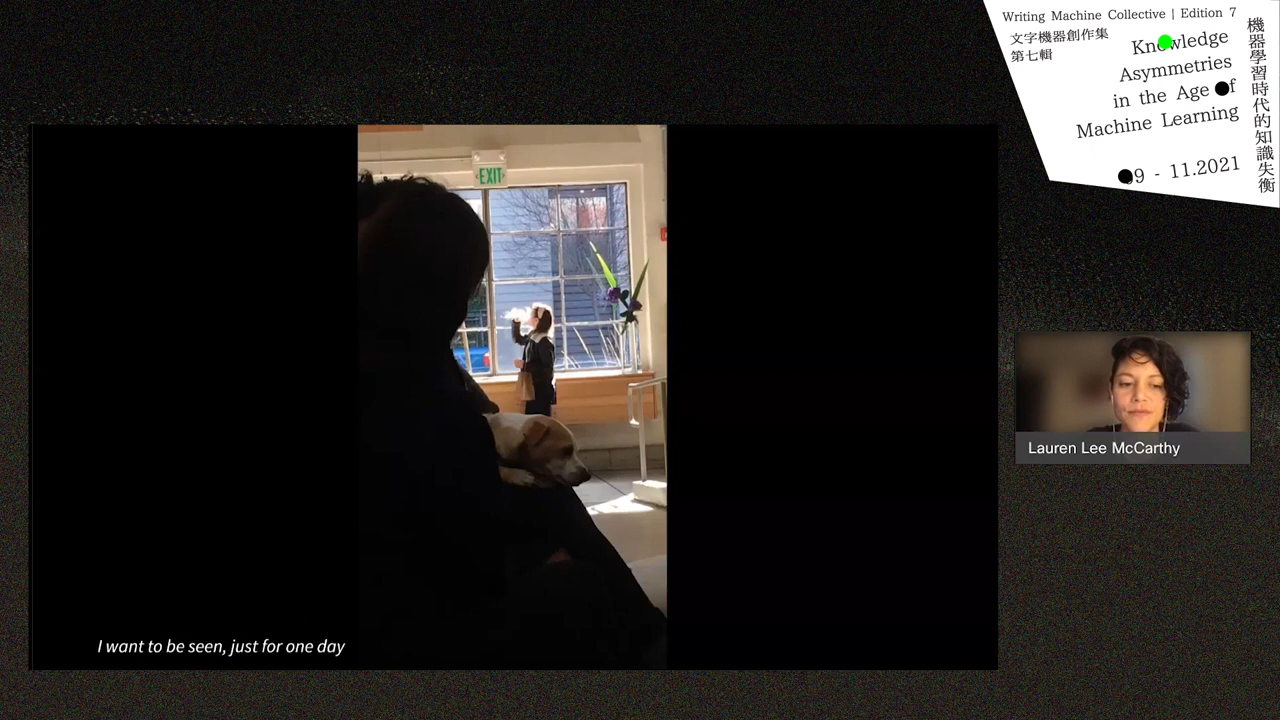 Writing Machine Collective | Edition 7
文字機器創作集
第七輯
Knowledge
Asymmetries
in the Age of
Machine Learning
09 - 11.2021
機器學習時代的知識失衡
EXIT
Lauren Lee McCarthy
I want to be seen, just for one day